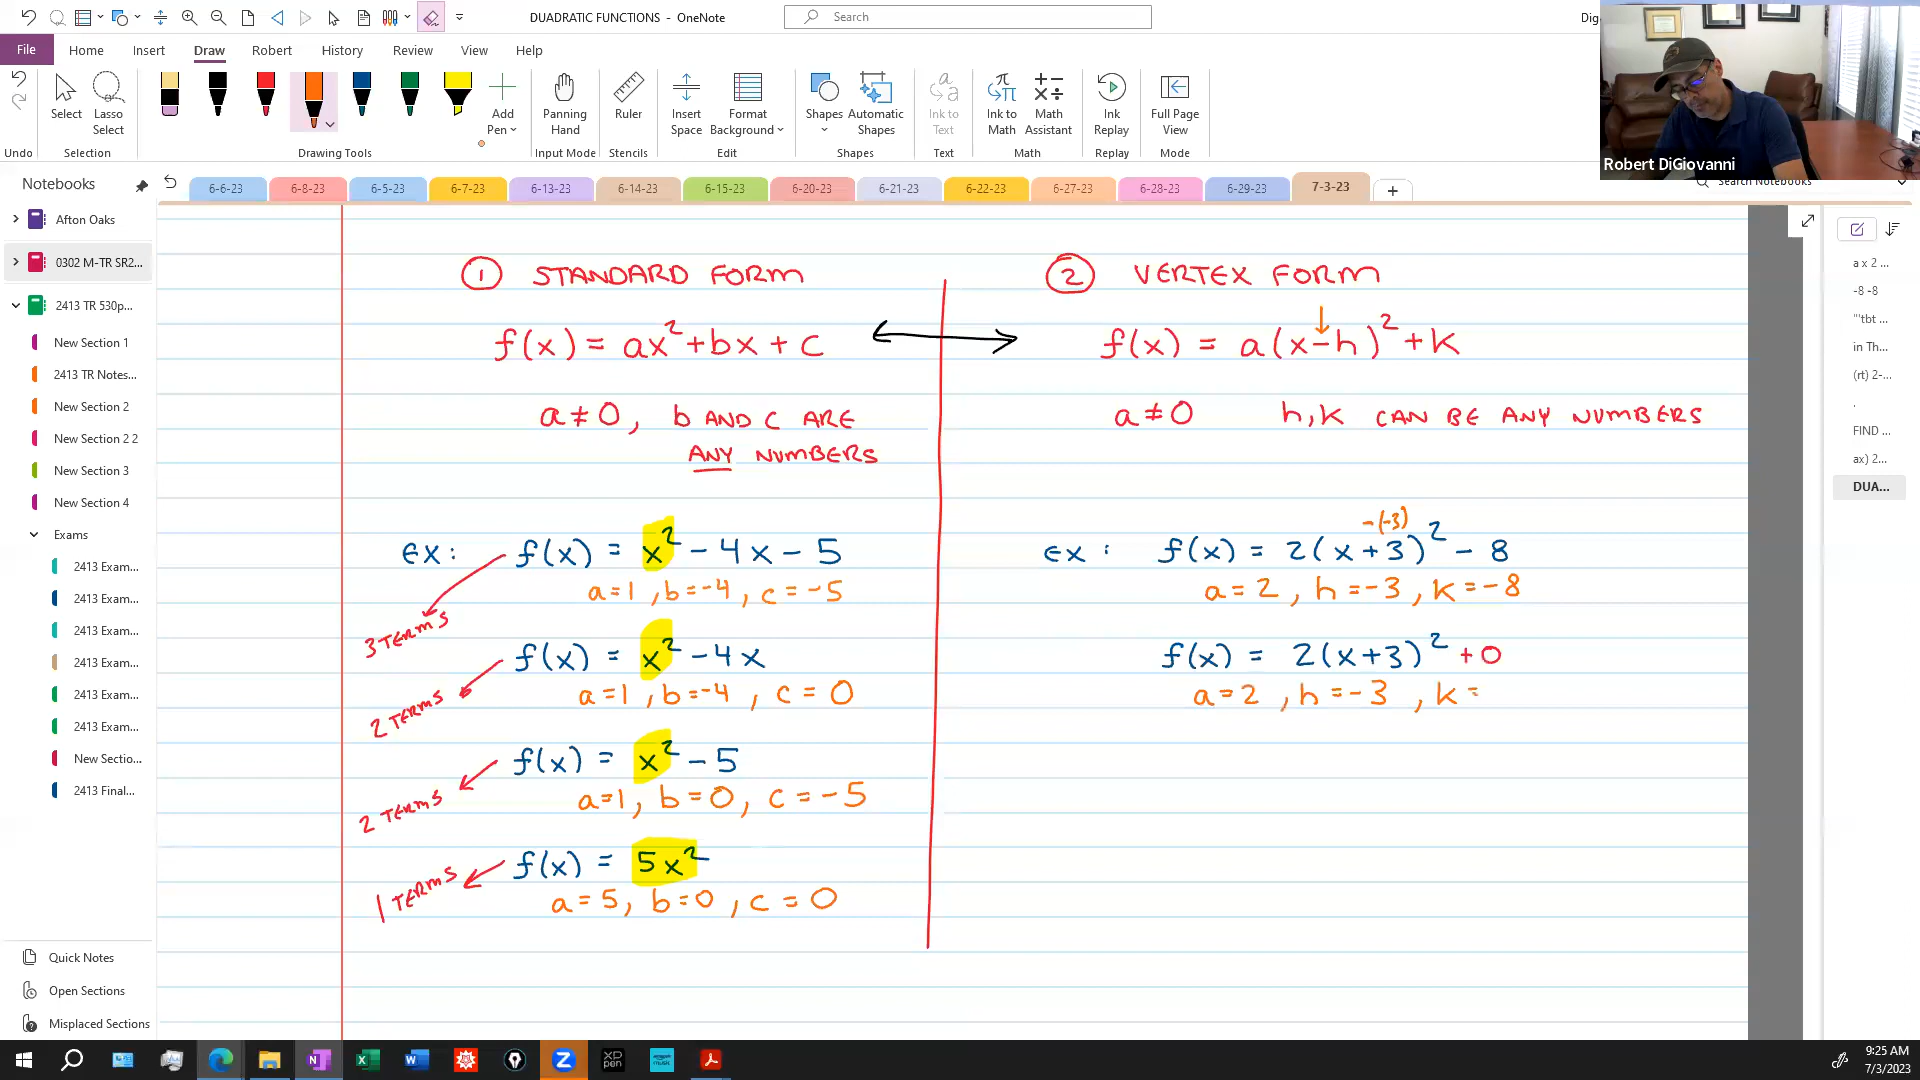 QUADRATIC FUNCTIONS - OneNote
Search
Dig
File Home Insert Draw Robert History Review View Help
Select
Lasso Select
Add Pen
Panning Hand
Ruler
Insert Space
Format Background
Shapes
Automatic Shapes
Ink to Text
Ink to Math
Math Assistant
Ink Replay
Full Page View
Undo
Selection
Drawing Tools
Input Mode
Stencils
Edit
Shapes
Text
Math
Replay
Mode
Robert DiGiovanni
Notebooks
6-6-23 6-8-23 6-5-23 6-7-23 6-13-23 6-14-23 6-15-23 6-20-23 6-21-23 6-22-23 6-27-23 6-28-23 6-29-23 7-3-23 +
Search Notebooks
Afton Oaks
0302 M-TR SR2...
2413 TR 530p...
New Section 1
2413 TR Notes...
New Section 2
New Section 2 2
New Section 3
New Section 4
Exams
2413 Exam...
2413 Exam...
2413 Exam...
2413 Exam...
2413 Exam...
2413 Exam...
New Sectio...
2413 Final...
Quick Notes
Open Sections
Misplaced Sections
① STANDARD FORM
f(x) = ax² + bx + c
a ≠ 0, b AND c ARE
ANY NUMBERS
EX: f(x) = x² - 4x - 5
a = 1, b = -4, c = -5
3 TERMS
f(x) = x² - 4x
a = 1, b = -4, c = 0
2 TERMS
f(x) = x² - 5
a = 1, b = 0, c = -5
2 TERMS
f(x) = 5x²
a = 5, b = 0, c = 0
1 TERMS
② VERTEX FORM
f(x) = a(x - h)² + k
a ≠ 0 h, k CAN BE ANY NUMBERS
-(-3)
EX: f(x) = 2(x + 3)² - 8
a = 2, h = -3, k = -8
f(x) = 2(x + 3)² + 0
a = 2, h = -3, k =
a x 2 ...
-8 -8
"'tbt ...
in Th...
(rt) 2-...
.
FIND ...
ax) 2...
QUA...
XP
pen
music
9:25 AM
7/3/2023